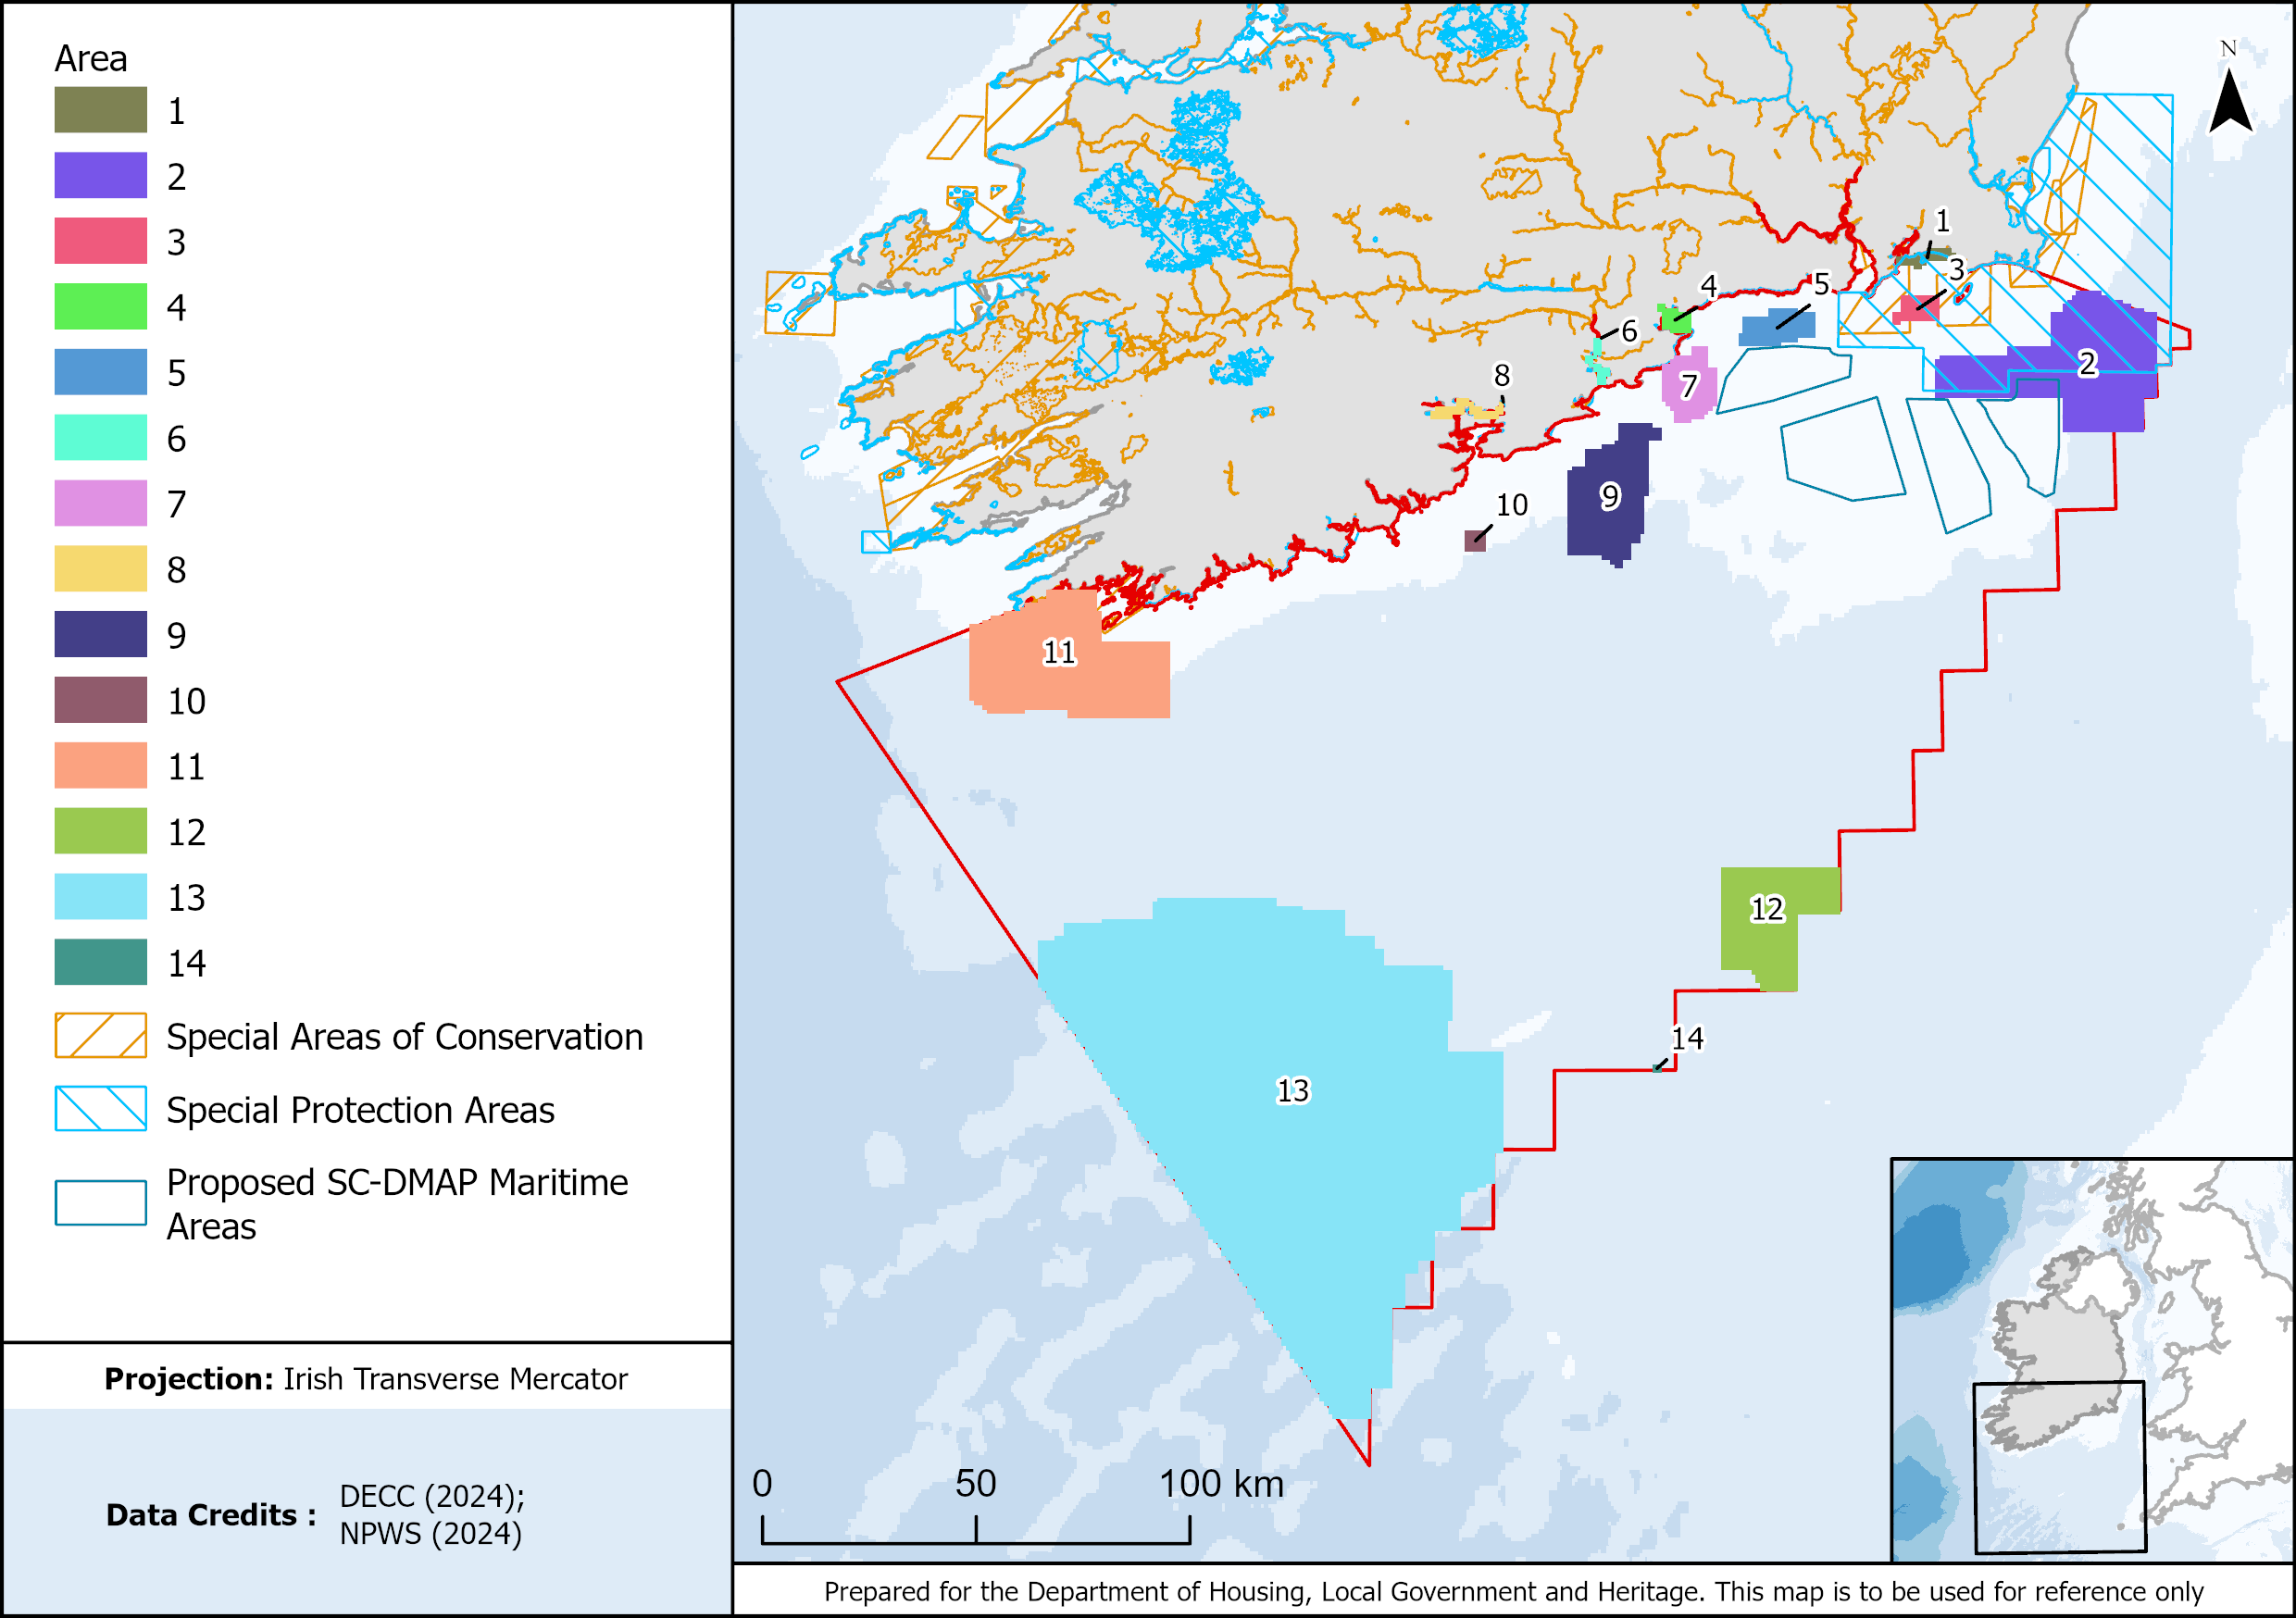 Area
1
2
3
4
5
6
7
8
9
10
11
12
13
14
Special Areas of Conservation
Special Protection Areas
Proposed SC-DMAP Maritime
Areas
Projection: Irish Transverse Mercator
Data Credits : DECC (2024);
NPWS (2024)
N
1
3
5
4
6
2
8
7
9
10
11
12
14
13
0 50 100 km
Prepared for the Department of Housing, Local Government and Heritage. This map is to be used for reference only